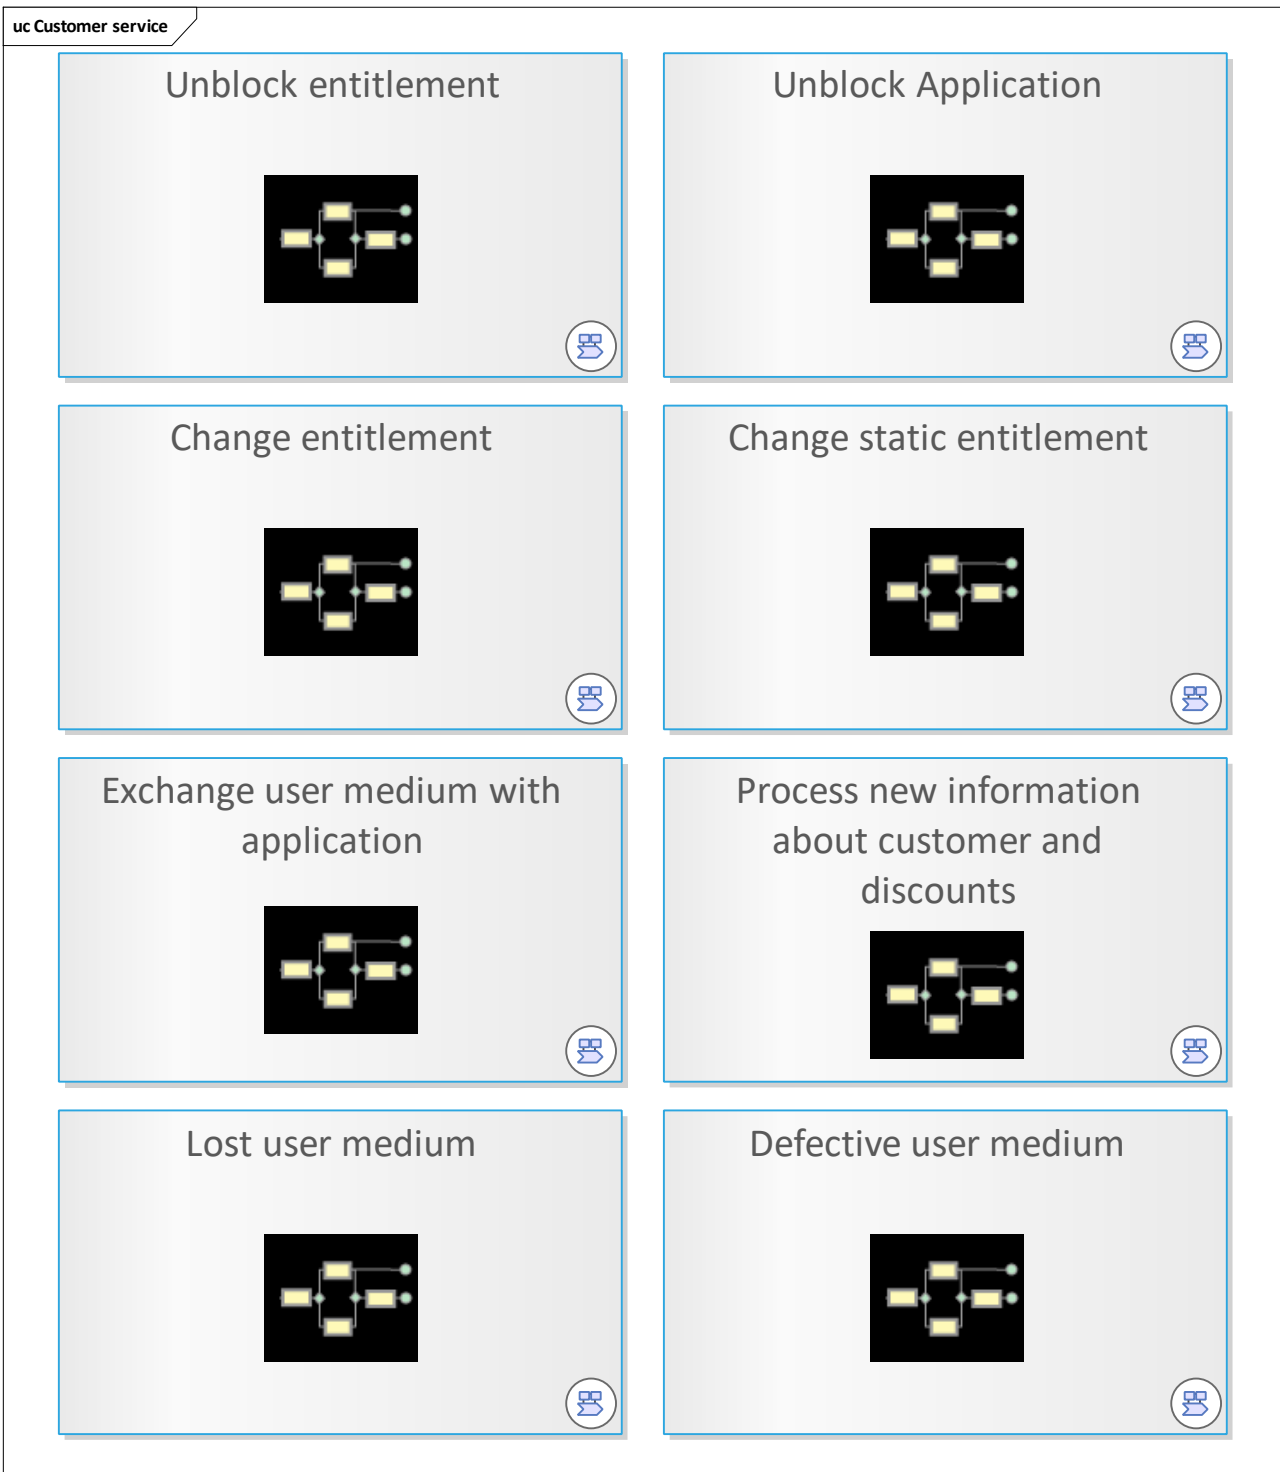 uc Customer service
Unblock entitlement
Unblock Application
Change entitlement
Change static entitlement
Exchange user medium with
application
Process new information
about customer and
discounts
Lost user medium
Defective user medium